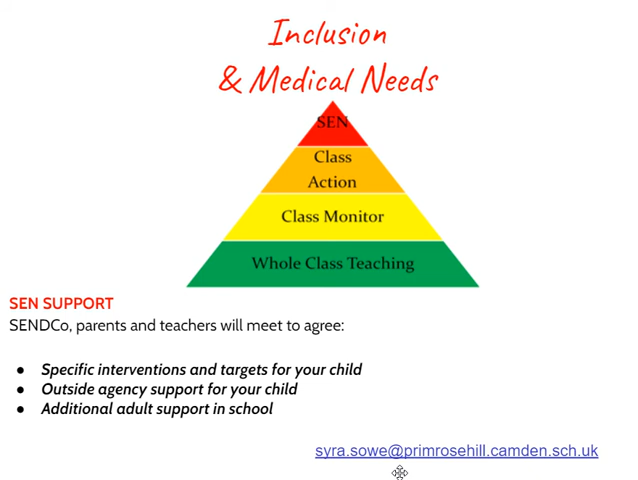 Inclusion
& Medical Needs
SEN
Class
Action
Class Monitor
Whole Class Teaching
SEN SUPPORT
SENDCo, parents and teachers will meet to agree:
● Specific interventions and targets for your child
● Outside agency support for your child
● Additional adult support in school
syra.sowe@primrosehill.camden.sch.uk